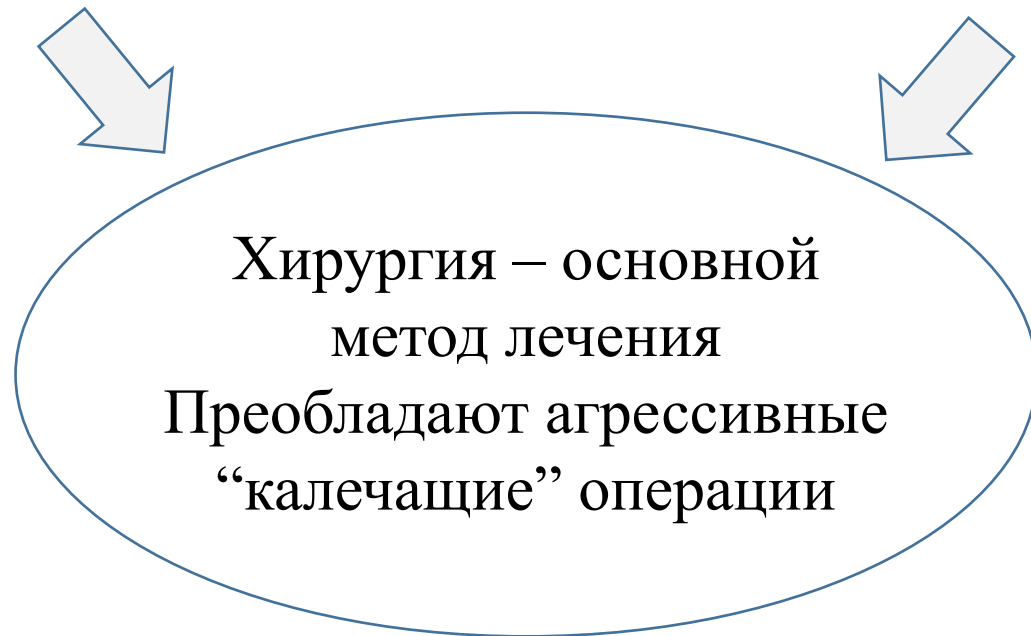 Хирургия – основной
метод лечения
Преобладают агрессивные
“калечащие” операции